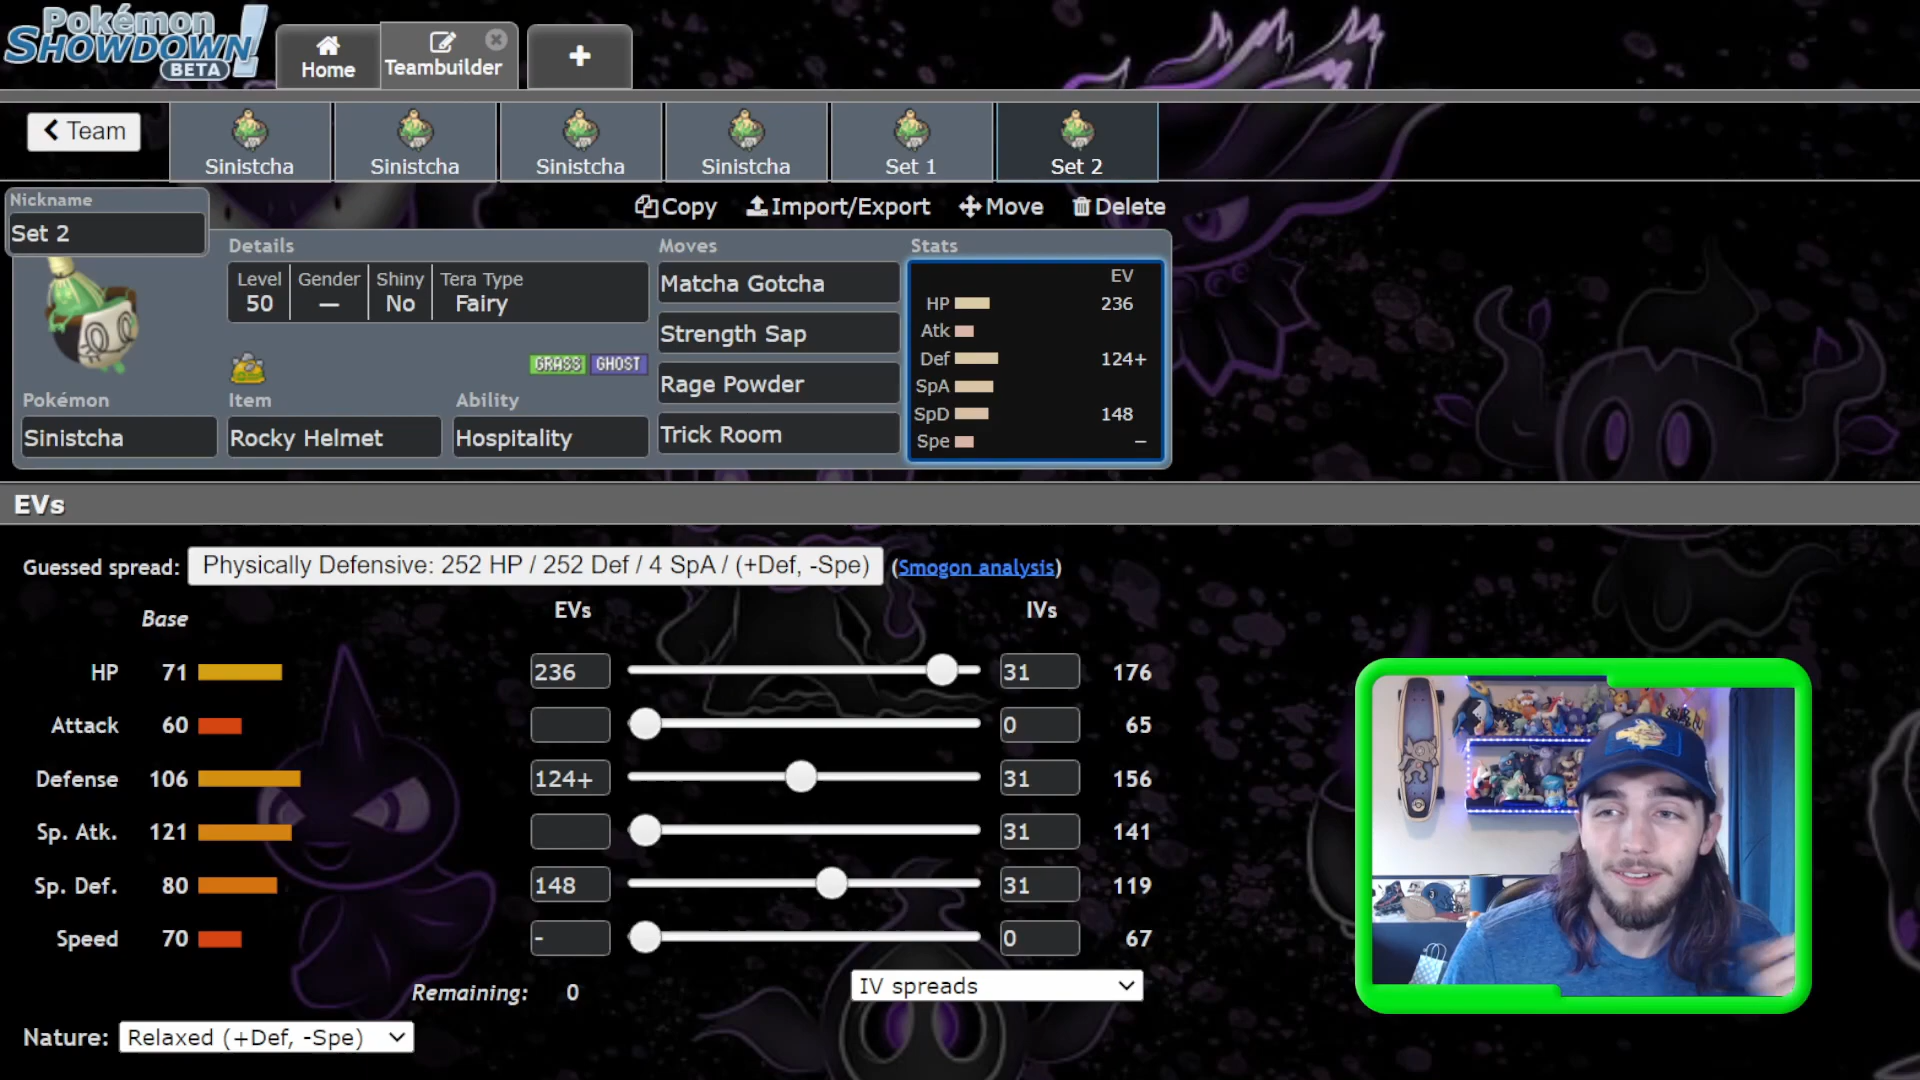 Pokémon
SHOWDOWN!
BETA
Home
Teambuilder
Team
Sinistcha
Sinistcha
Sinistcha
Sinistcha
Set 1
Set 2
Nickname
Set 2
Copy
Import/Export
Move
Delete
Details
Level
50
Gender
—
Shiny
No
Tera Type
Fairy
GRASS GHOST
Pokémon
Sinistcha
Item
Rocky Helmet
Ability
Hospitality
Moves
Matcha Gotcha
Strength Sap
Rage Powder
Trick Room
Stats
EV
HP 236
Atk
Def 124+
SpA
SpD 148
Spe –
EVs
Guessed spread: Physically Defensive: 252 HP / 252 Def / 4 SpA / (+Def, -Spe) (Smogon analysis)
Base EVs IVs
HP 71 236 31 176
Attack 60 0 65
Defense 106 124+ 31 156
Sp. Atk. 121 31 141
Sp. Def. 80 148 31 119
Speed 70 - 0 67
Remaining: 0
IV spreads
Nature: Relaxed (+Def, -Spe)